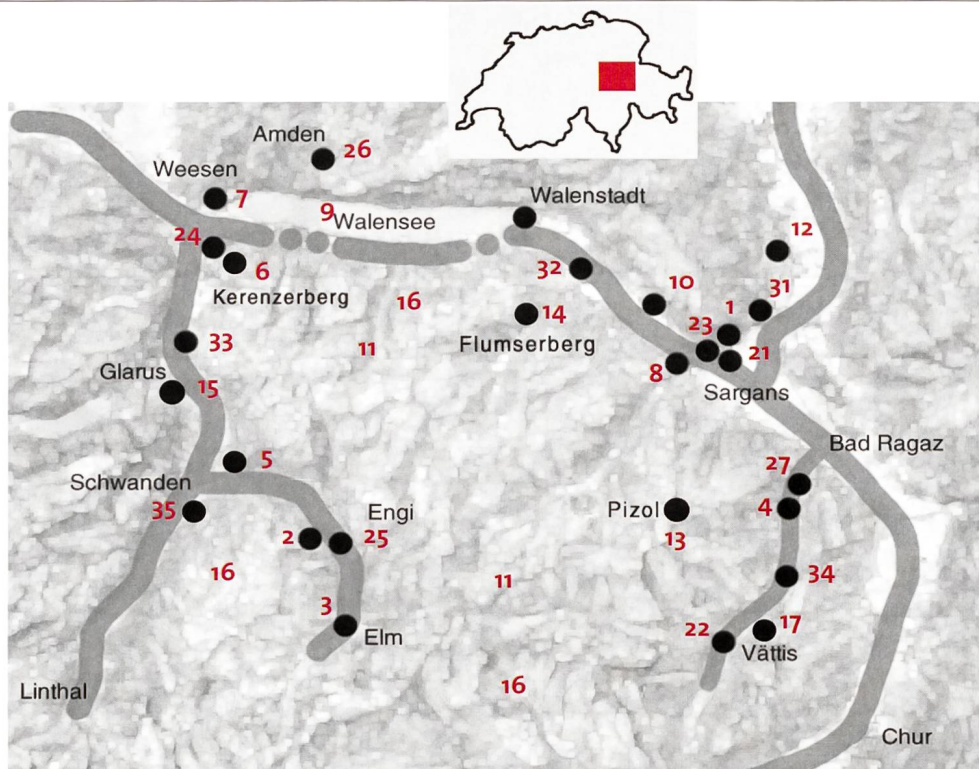 Amden
26
Weesen
7
Walenstadt
9
Walensee
12
24
6
32
10
31
Kerenzerberg
16
14
1
23
33
11
Flumserberg
21
8
Glarus
15
Sargans
Bad Ragaz
5
27
Schwanden
35
Engi
Pizol
4
2
25
13
16
11
34
3
17
Elm
22
Vättis
16
Linthal
Chur